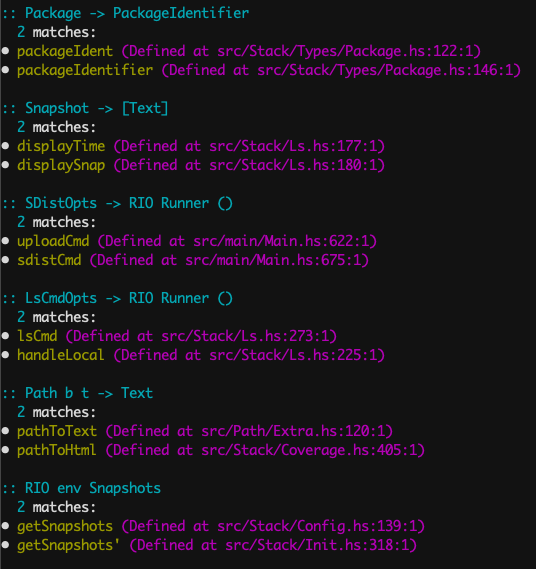 :: Package -> PackageIdentifier
2 matches:
• packageIdent (Defined at src/Stack/Types/Package.hs:122:1)
• packageIdentifier (Defined at src/Stack/Types/Package.hs:146:1)
:: Snapshot -> [Text]
2 matches:
• displayTime (Defined at src/Stack/Ls.hs:177:1)
• displaySnap (Defined at src/Stack/Ls.hs:180:1)
:: SDistOpts -> RIO Runner ()
2 matches:
• uploadCmd (Defined at src/main/Main.hs:622:1)
• sdistCmd (Defined at src/main/Main.hs:675:1)
:: LsCmdOpts -> RIO Runner ()
2 matches:
• lsCmd (Defined at src/Stack/Ls.hs:273:1)
• handleLocal (Defined at src/Stack/Ls.hs:225:1)
:: Path b t -> Text
2 matches:
• pathToText (Defined at src/Path/Extra.hs:120:1)
• pathToHtml (Defined at src/Stack/Coverage.hs:405:1)
:: RIO env Snapshots
2 matches:
• getSnapshots (Defined at src/Stack/Config.hs:139:1)
• getSnapshots' (Defined at src/Stack/Init.hs:318:1)